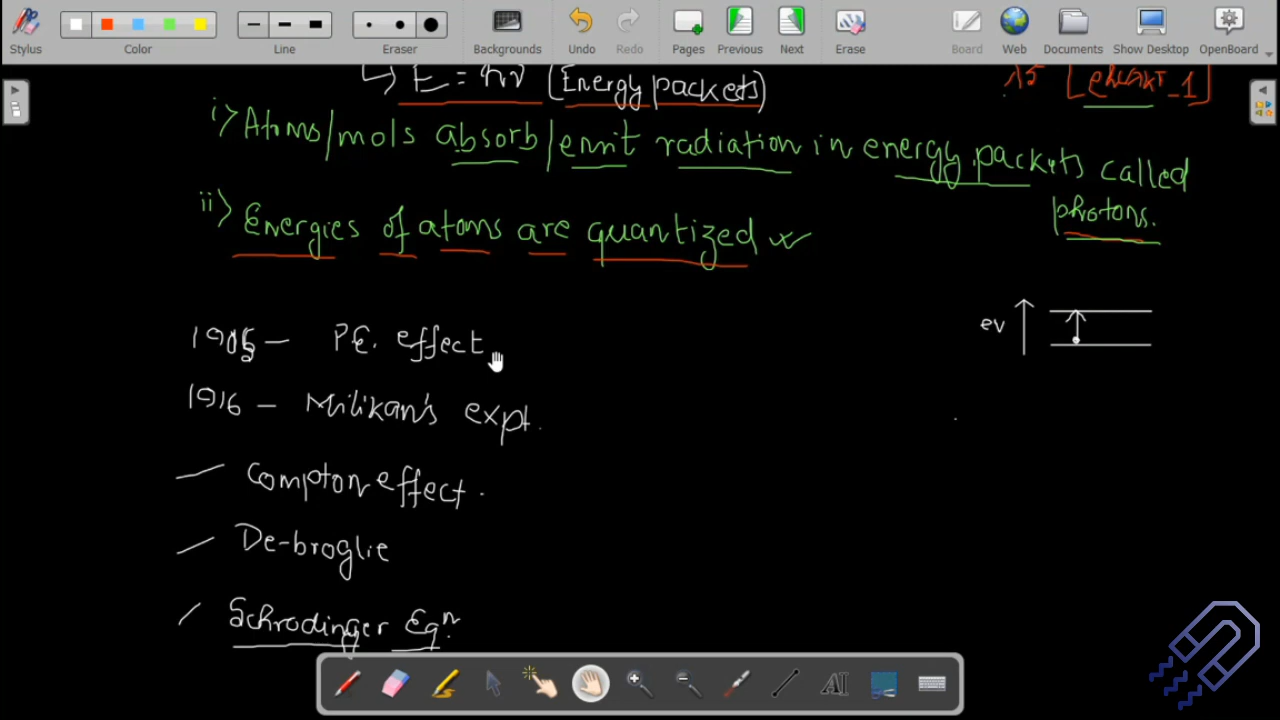 Stylus Color Line Eraser Backgrounds Undo Redo Pages Previous Next Erase Board Web Documents Show Desktop OpenBoard
↳ E = hν [Energy packets]
i) Atoms/mols absorb/emit radiation in energy packets called
photons.
ii) Energies of atoms are quantized
1905 — P.E. effect
ev
1916 — Milikan's expt.
— Compton effect.
— De-broglie
— Schrodinger Eqn.
AI